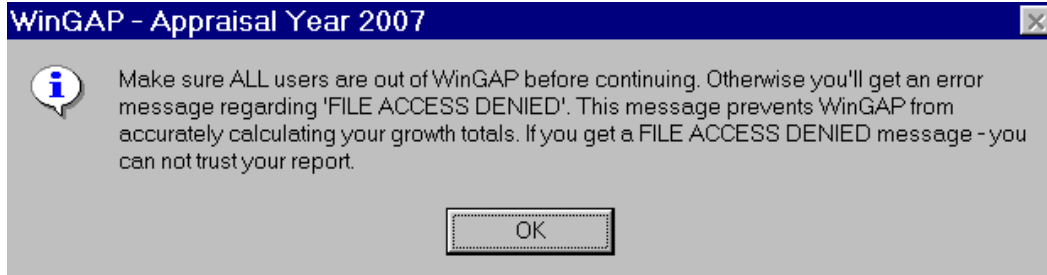 WinGAP - Appraisal Year 2007
Make sure ALL users are out of WinGAP before continuing. Otherwise you'll get an error
message regarding 'FILE ACCESS DENIED'. This message prevents WinGAP from
accurately calculating your growth totals. If you get a FILE ACCESS DENIED message - you
can not trust your report.
OK